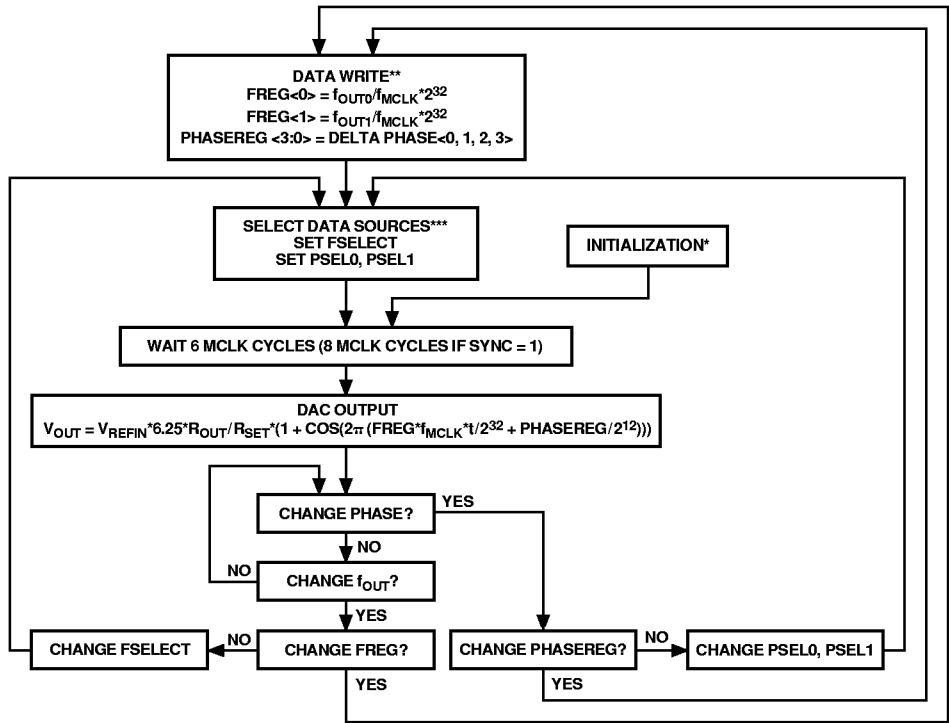 DATA WRITE**
FREG<0> = fOUT0/fMCLK*2^32
FREG<1> = fOUT1/fMCLK*2^32
PHASEREG <3:0> = DELTA PHASE<0, 1, 2, 3>
SELECT DATA SOURCES***
SET FSELECT
SET PSEL0, PSEL1
INITIALIZATION*
WAIT 6 MCLK CYCLES (8 MCLK CYCLES IF SYNC = 1)
DAC OUTPUT
VOUT = VREFIN*6.25*ROUT/RSET*(1 + COS(2π (FREG*fMCLK*t/2^32 + PHASEREG/2^12)))
CHANGE PHASE?
YES
NO
NO
CHANGE fOUT?
YES
CHANGE FSELECT
NO
CHANGE FREG?
CHANGE PHASEREG?
NO
CHANGE PSEL0, PSEL1
YES
YES